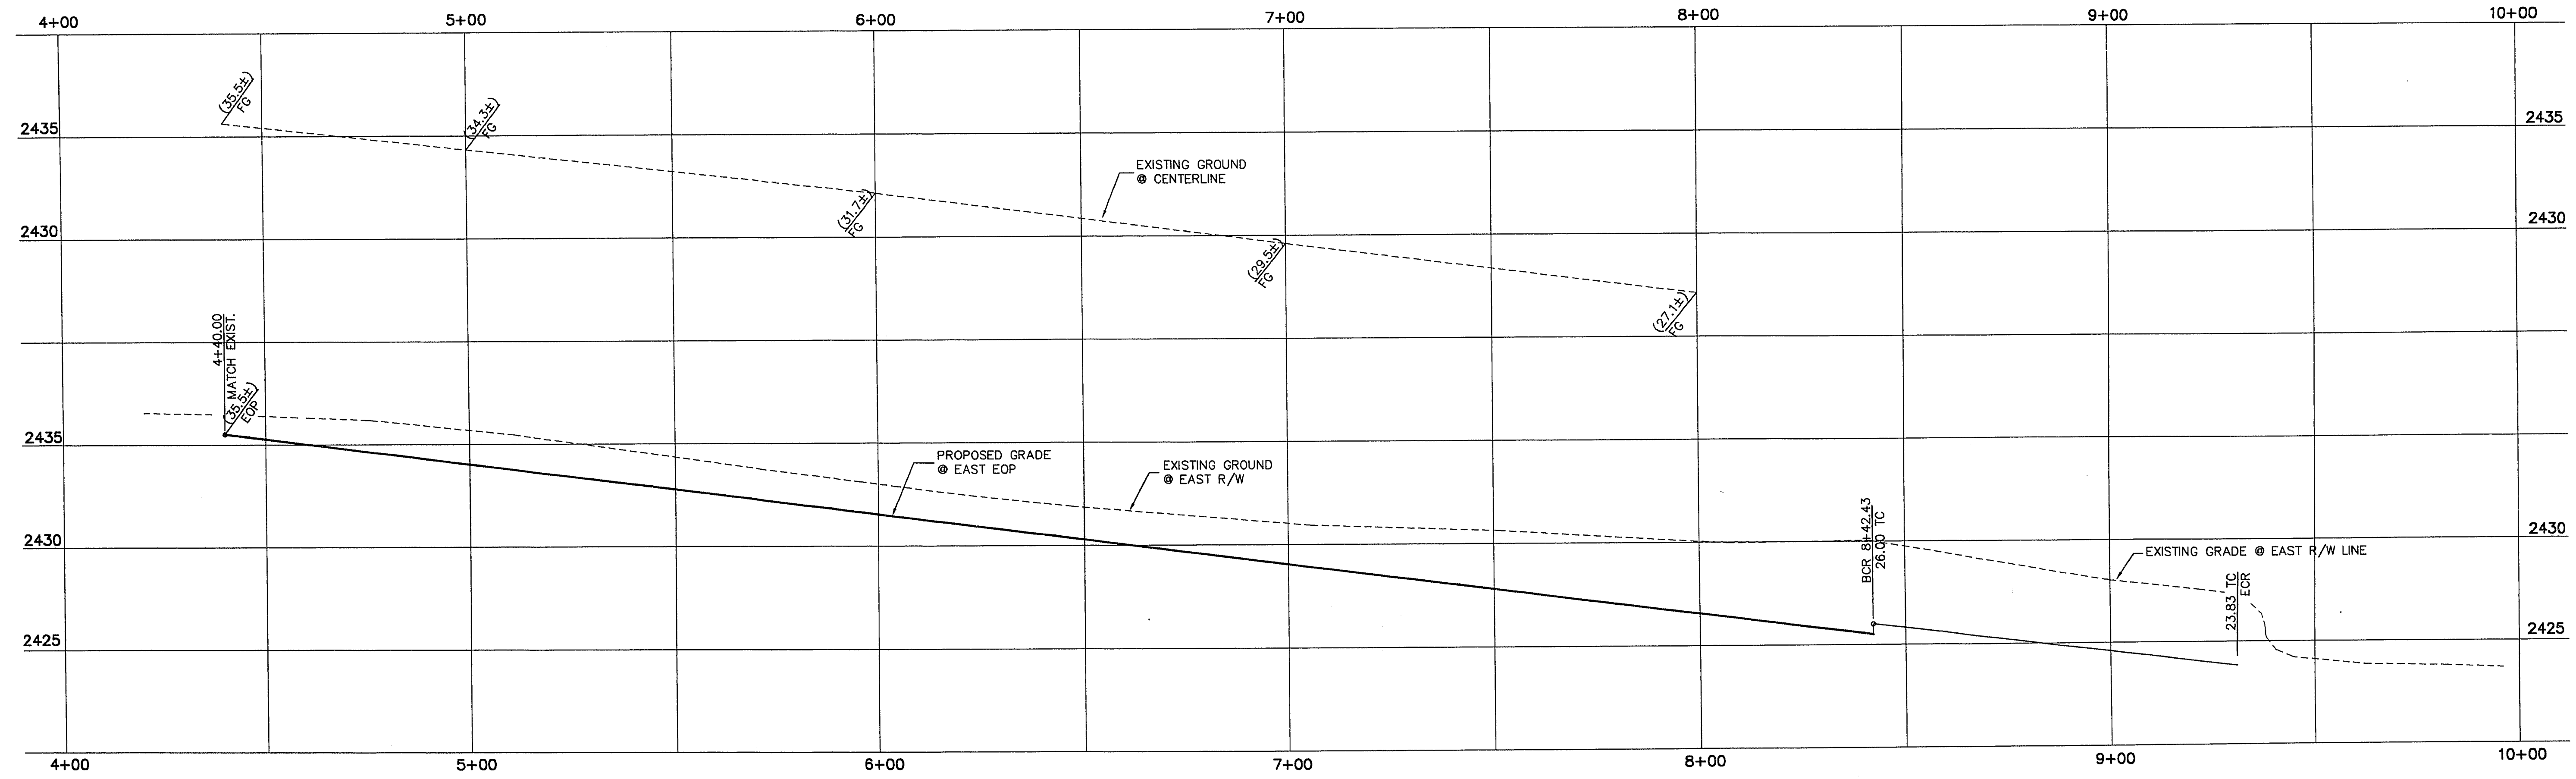 4+00 5+00 6+00 7+00 8+00 9+00 10+00
(35.5±)
FG
(34.3±)
FG
2435 2435
EXISTING GROUND
@ CENTERLINE
(31.7±)
FG
2430 2430
(29.5±)
FG
(27.1±)
FG
4+40.00
MATCH EXIST.
(35.5±)
EOP
2435 2435
PROPOSED GRADE
@ EAST EOP
EXISTING GROUND
@ EAST R/W
BCR 8+42.43
26.00 TC
2430 2430
EXISTING GRADE @ EAST R/W LINE
23.83 TC
ECR
2425 2425
4+00 5+00 6+00 7+00 8+00 9+00 10+00